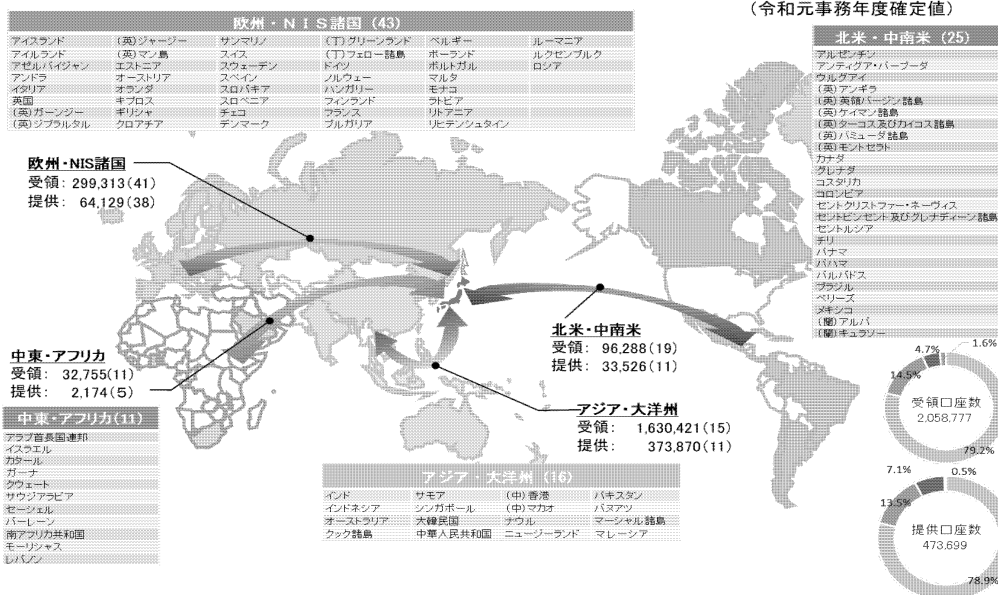 (令和元事務年度確定値)
欧州・NIS諸国 (43)
アイスランド (英)ジャージー サンマリノ (丁)グリーンランド ベルギー ルーマニア
アイルランド (英)マン島 スイス (丁)フェロー諸島 ポーランド ルクセンブルク
アゼルバイジャン エストニア スウェーデン ドイツ ポルトガル ロシア
アンドラ オーストリア スペイン ノルウェー マルタ
イタリア オランダ スロバキア ハンガリー モナコ
英国 キプロス スロベニア フィンランド ラトビア
(英)ガーンジー ギリシャ チェコ フランス リトアニア
(英)ジブラルタル クロアチア デンマーク ブルガリア リヒテンシュタイン
北米・中南米 (25)
アルゼンチン
アンティグア・バーブーダ
ウルグアイ
(英)アンギラ
(英)英領バージン諸島
(英)ケイマン諸島
(英)タークス及びカイコス諸島
(英)バミューダ諸島
(英)モントセラト
カナダ
グレナダ
コスタリカ
コロンビア
セントクリストファー・ネーヴィス
セントビンセント及びグレナディーン諸島
セントルシア
チリ
パナマ
バハマ
バルバドス
ブラジル
ベリーズ
メキシコ
(蘭)アルバ
(蘭)キュラソー
欧州・NIS諸国
受領: 299,313(41)
提供: 64,129(38)
北米・中南米
受領: 96,288(19)
提供: 33,526(11)
中東・アフリカ
受領: 32,755(11)
提供: 2,174(5)
アジア・大洋州
受領: 1,630,421(15)
提供: 373,870(11)
中東・アフリカ(11)
アラブ首長国連邦
イスラエル
カタール
ガーナ
クウェート
サウジアラビア
セーシェル
バーレーン
南アフリカ共和国
モーリシャス
レバノン
アジア・大洋州 (16)
インド サモア (中)香港 パキスタン
インドネシア シンガポール (中)マカオ バヌアツ
オーストラリア 大韓民国 ナウル マーシャル諸島
クック諸島 中華人民共和国 ニュージーランド マレーシア
1.6%
4.7%
14.5%
受領口座数
2,058,777
79.2%
7.1%
0.5%
13.5%
提供口座数
473,699
78.9%